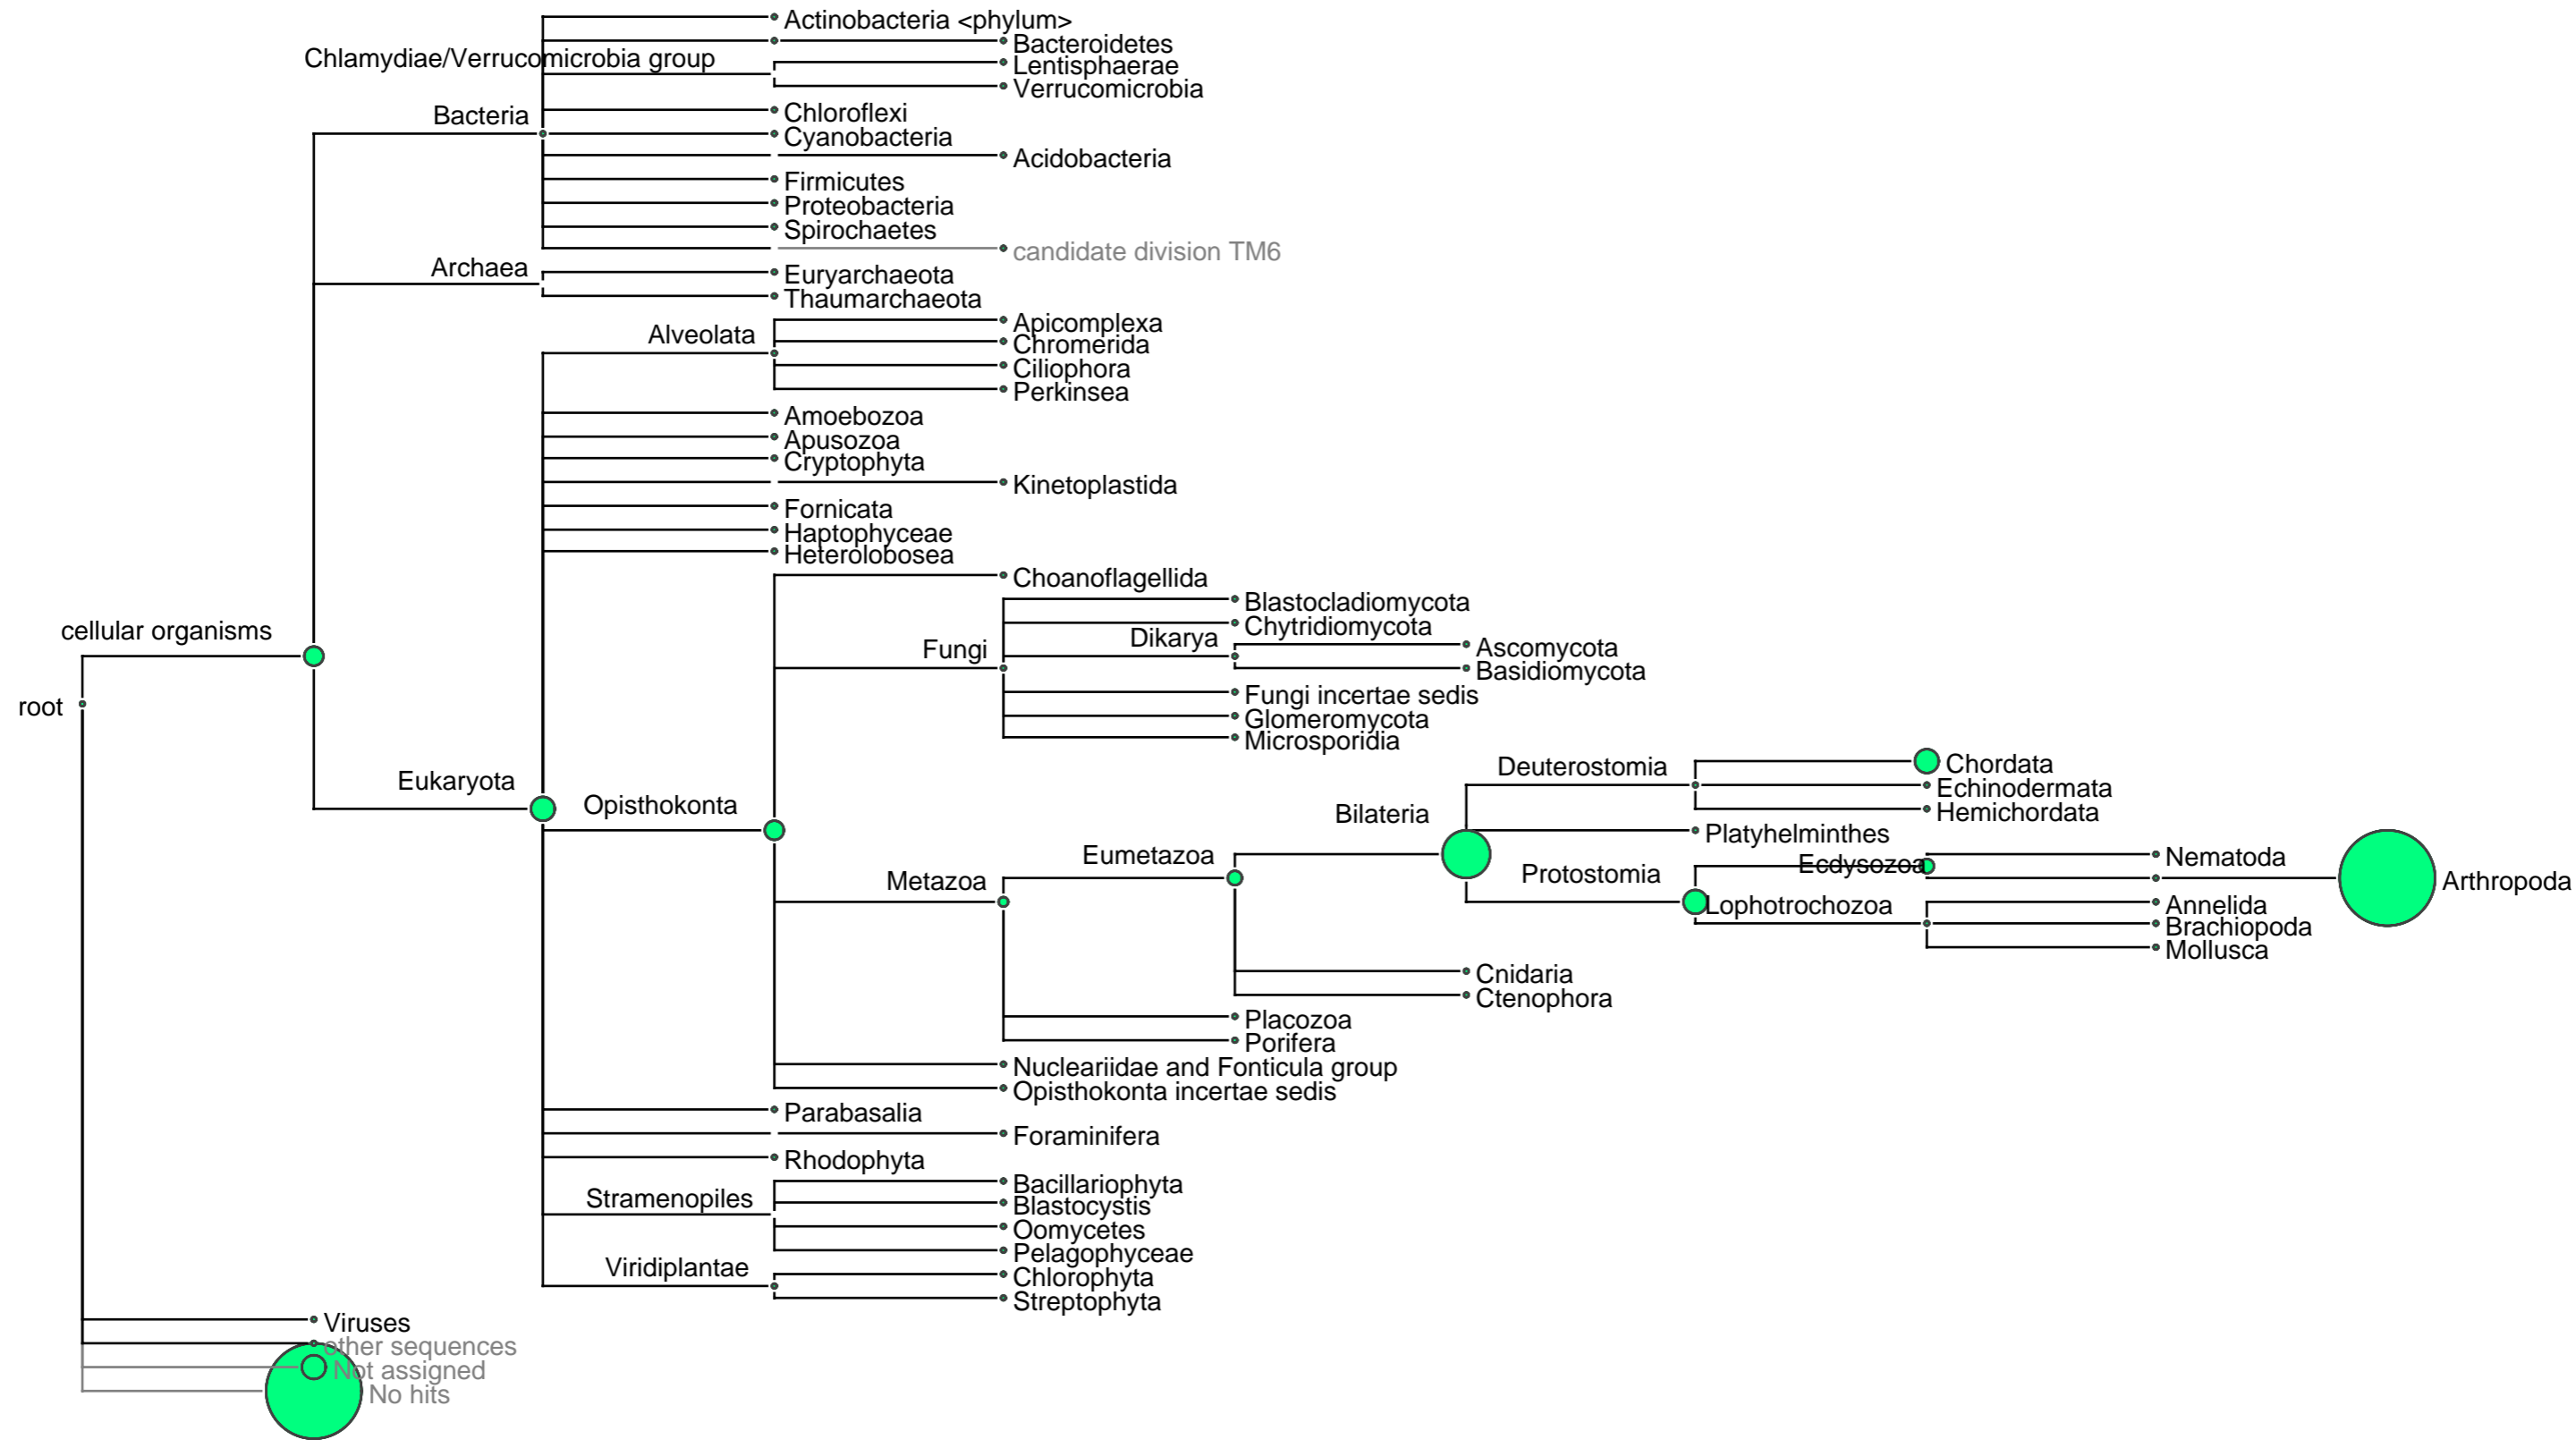 Actinobacteria <phylum>
Bacteroidetes
Chlamydiae/Verrucomicrobia group
Lentisphaerae
Verrucomicrobia
Bacteria
Chloroflexi
Cyanobacteria
Acidobacteria
Firmicutes
Proteobacteria
Spirochaetes
candidate division TM6
Archaea
Euryarchaeota
Thaumarchaeota
Alveolata
Apicomplexa
Chromerida
Ciliophora
Perkinsea
Amoebozoa
Apusozoa
Cryptophyta
Kinetoplastida
Fornicata
Haptophyceae
Heterolobosea
Choanoflagellida
cellular organisms
Fungi
Blastocladiomycota
Chytridiomycota
Dikarya
Ascomycota
Basidiomycota
root
Fungi incertae sedis
Glomeromycota
Microsporidia
Eukaryota
Opisthokonta
Deuterostomia
Chordata
Echinodermata
Hemichordata
Bilateria
Platyhelminthes
Eumetazoa
Metazoa
Protostomia
Ecdysozoa
Nematoda
Arthropoda
Lophotrochozoa
Annelida
Brachiopoda
Mollusca
Cnidaria
Ctenophora
Placozoa
Porifera
Nucleariidae and Fonticula group
Opisthokonta incertae sedis
Parabasalia
Foraminifera
Rhodophyta
Stramenopiles
Bacillariophyta
Blastocystis
Oomycetes
Pelagophyceae
Viridiplantae
Chlorophyta
Streptophyta
Viruses
other sequences
Not assigned
No hits